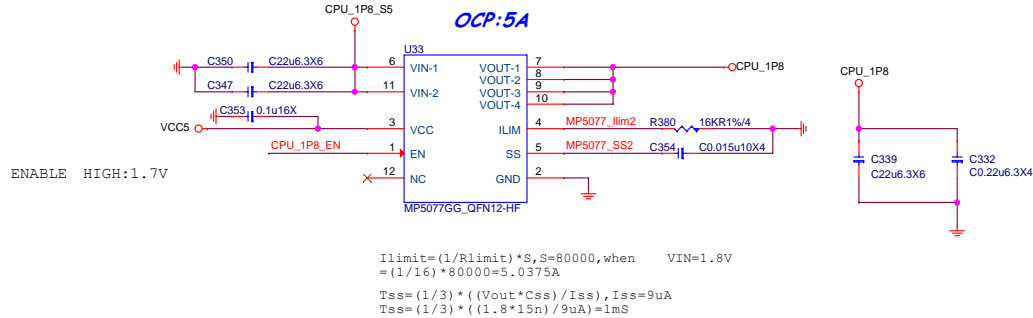 CPU_1P8_S5
OCP:5A
U33
C350 C22u6.3X6 6 VIN-1 VOUT-1 7 CPU_1P8
VOUT-2 8
C347 C22u6.3X6 11 VIN-2 VOUT-3 9
VOUT-4 10
C353 0.1u16X
VCC5 3 VCC ILIM 4 MP5077_Ilim2 R380 16KR1%/4
CPU_1P8_EN 1 EN SS 5 MP5077_SS2 C354 C0.015u10X4
ENABLE HIGH:1.7V
12 NC GND 2
MP5077GG_QFN12-HF
CPU_1P8
C339 C332
C22u6.3X6 C0.22u6.3X4
Ilimit=(1/Rlimit)*S,S=80000,when VIN=1.8V
=(1/16)*80000=5.0375A
Tss=(1/3)*((Vout*Css)/Iss),Iss=9uA
Tss=(1/3)*((1.8*15n)/9uA)=1mS